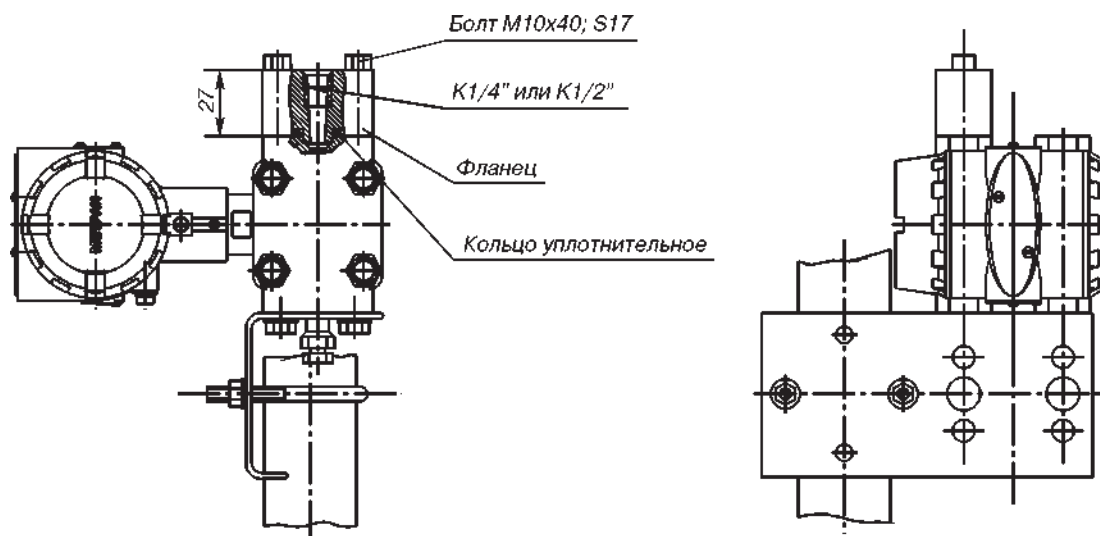 Болт М10х40; S17
27
К1/4" или К1/2"
Фланец
Кольцо уплотнительное